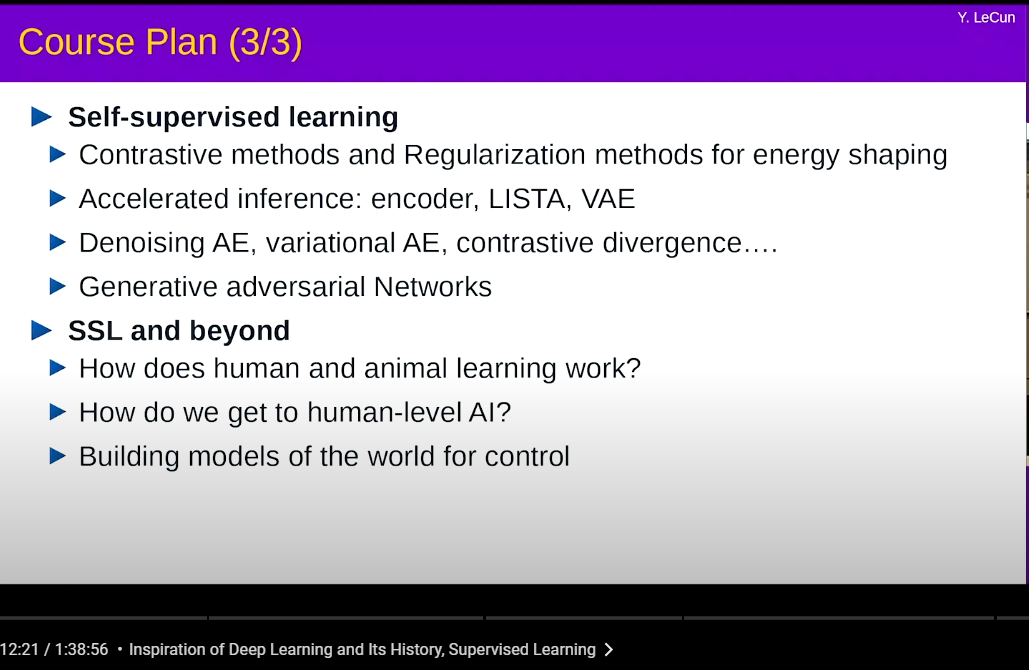 Y. LeCun
Course Plan (3/3)
Self-supervised learning
Contrastive methods and Regularization methods for energy shaping
Accelerated inference: encoder, LISTA, VAE
Denoising AE, variational AE, contrastive divergence….
Generative adversarial Networks
SSL and beyond
How does human and animal learning work?
How do we get to human-level AI?
Building models of the world for control
12:21 / 1:38:56 • Inspiration of Deep Learning and Its History, Supervised Learning